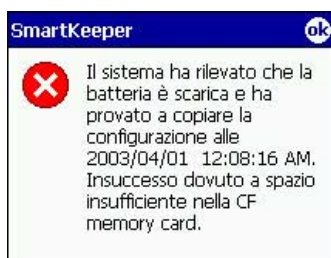 SmartKeeper ok
Il sistema ha rilevato che la
batteria è scarica e ha
provato a copiare la
configurazione alle
2003/04/01 12:08:16 AM.
Insuccesso dovuto a spazio
insufficiente nella CF
memory card.